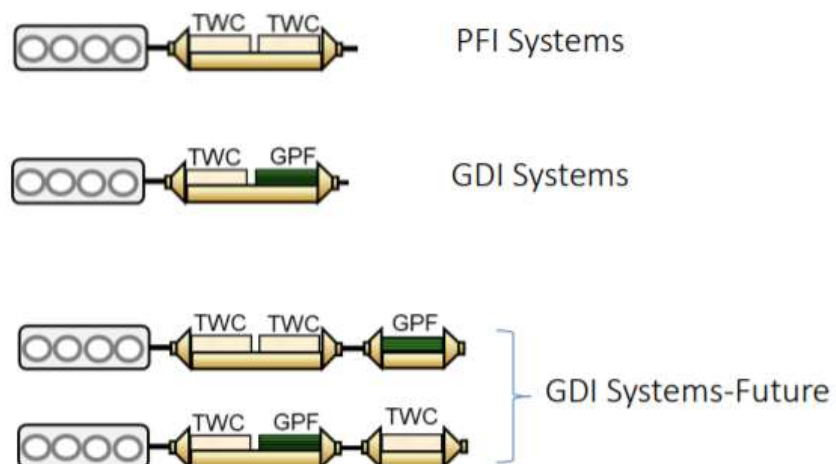 TWC TWC
PFI Systems
TWC GPF
GDI Systems
TWC TWC GPF
GDI Systems-Future
TWC GPF TWC